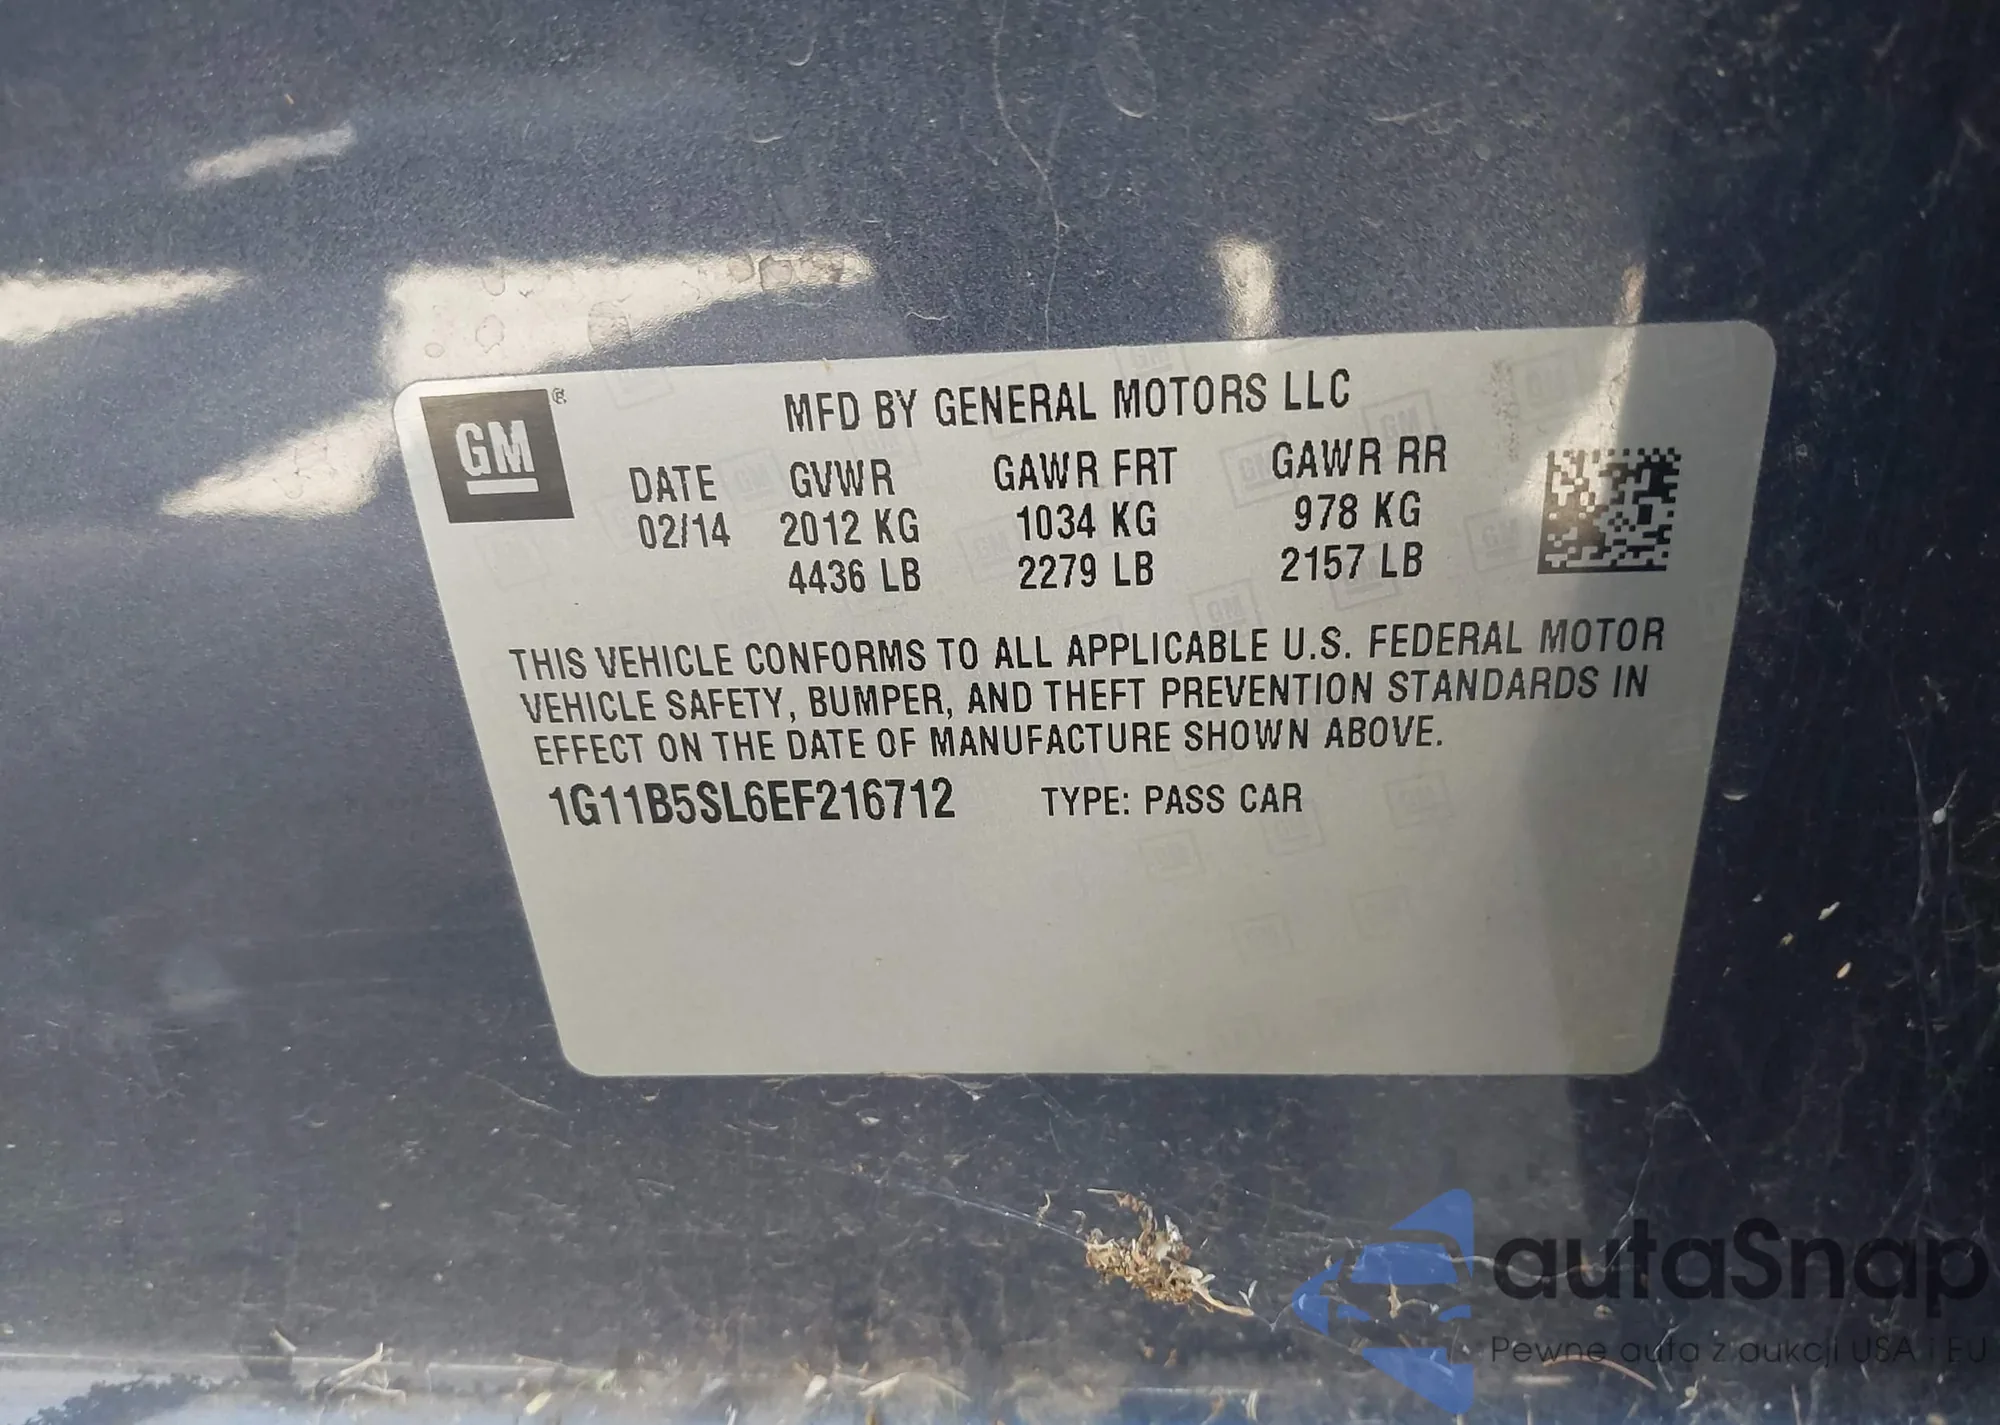 GM®
MFD BY GENERAL MOTORS LLC
DATE GVWR GAWR FRT GAWR RR
02/14 2012 KG 1034 KG 978 KG
4436 LB 2279 LB 2157 LB
THIS VEHICLE CONFORMS TO ALL APPLICABLE U.S. FEDERAL MOTOR
VEHICLE SAFETY, BUMPER, AND THEFT PREVENTION STANDARDS IN
EFFECT ON THE DATE OF MANUFACTURE SHOWN ABOVE.
1G11B5SL6EF216712 TYPE: PASS CAR
autaSnap
Pewne auta z aukcji USA i EU